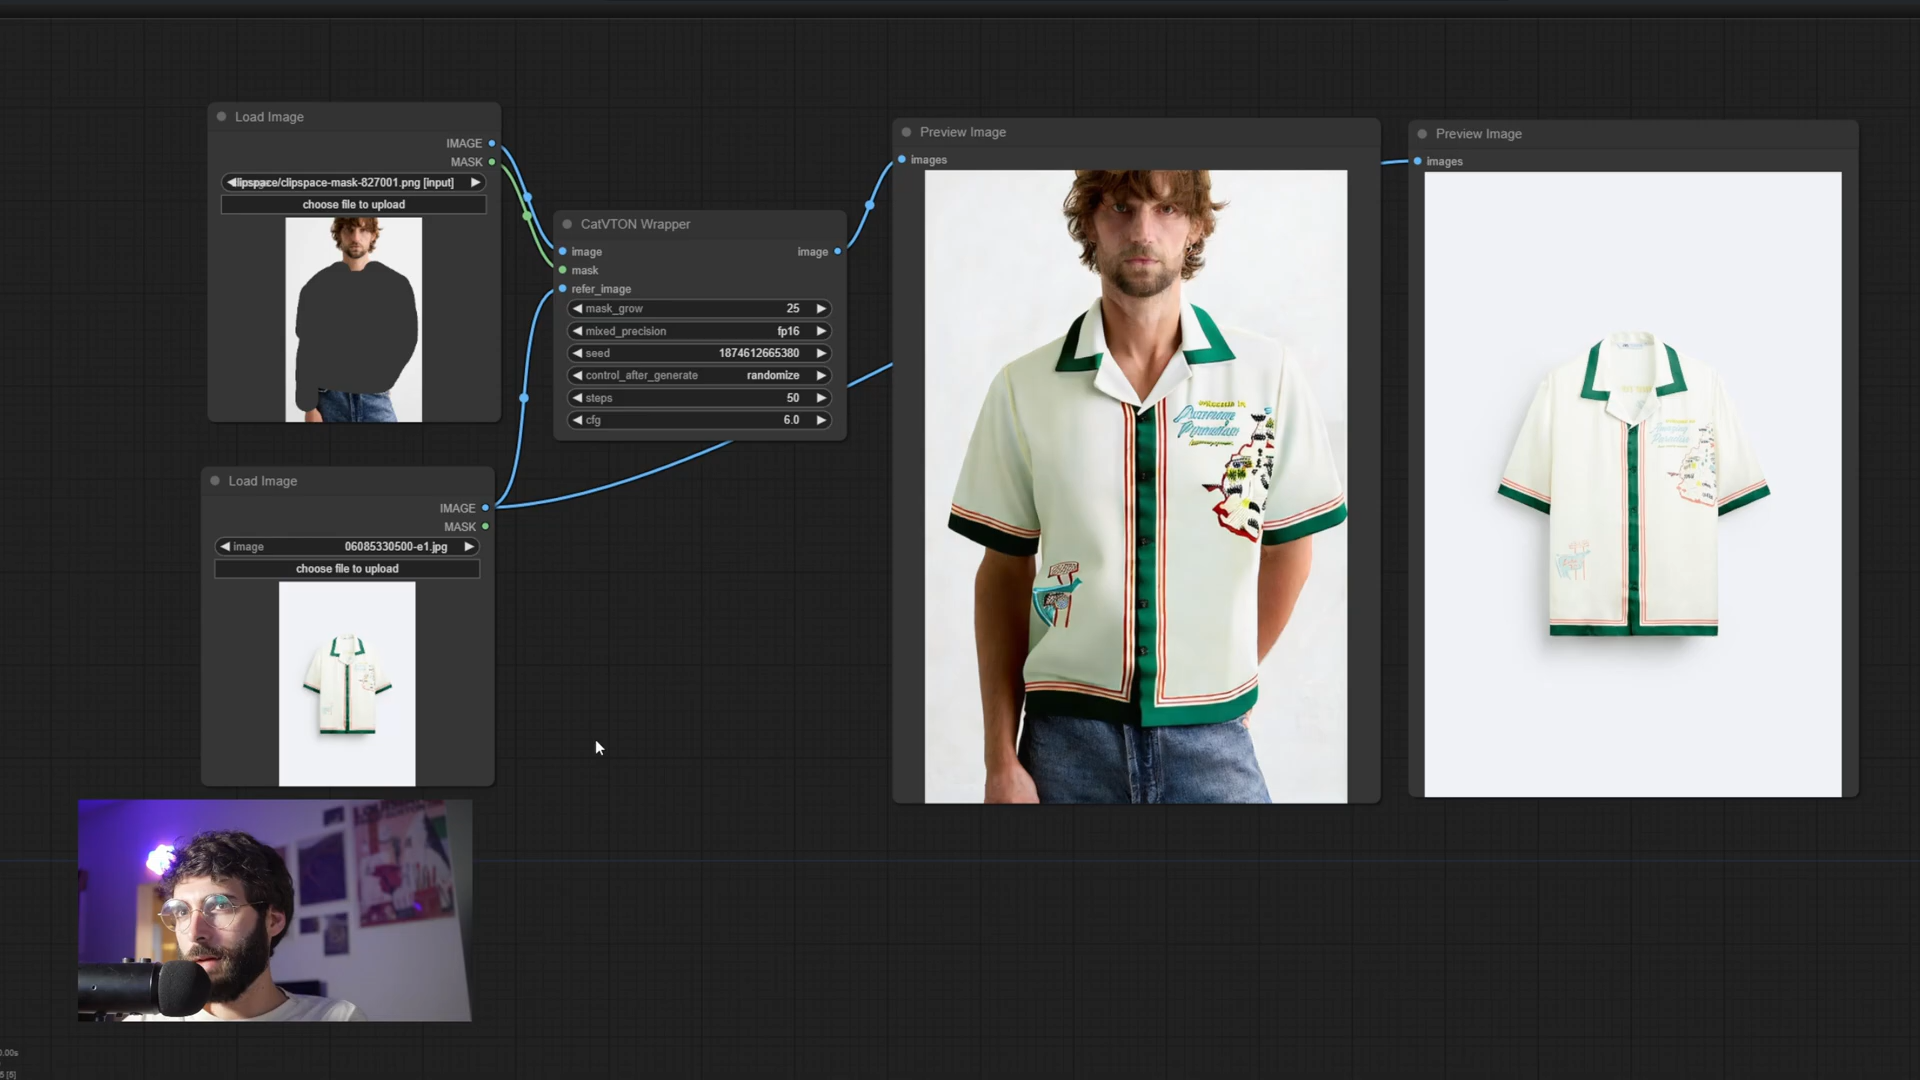 Load Image
IMAGE
MASK
clipspace/clipspace-mask-827001.png [input]
choose file to upload
CatVTON Wrapper
image
image
mask
refer_image
mask_grow 25
mixed_precision fp16
seed 1874612665380
control_after_generate randomize
steps 50
cfg 6.0
Load Image
IMAGE
MASK
image 06085330500-e1.jpg
choose file to upload
Preview Image
images
Preview Image
images
0.00s